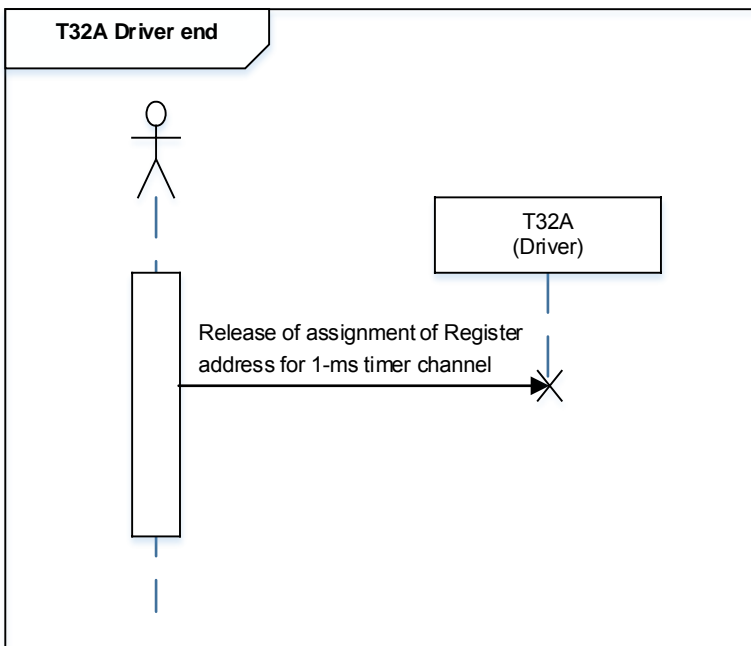 T32A Driver end
T32A
(Driver)
Release of assignment of Register
address for 1-ms timer channel